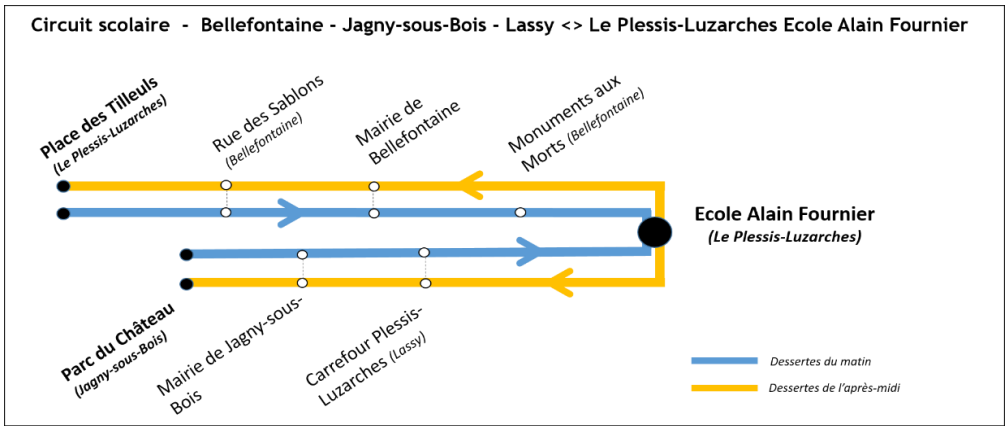 Circuit scolaire - Bellefontaine - Jagny-sous-Bois - Lassy <> Le Plessis-Luzarches Ecole Alain Fournier
Place des Tilleuls
(Le Plessis-Luzarches)
Rue des Sablons
(Bellefontaine)
Mairie de
Bellefontaine
Monuments aux
Morts (Bellefontaine)
Ecole Alain Fournier
(Le Plessis-Luzarches)
Parc du Château
(Jagny-sous-Bois)
Mairie de Jagny-sous-
Bois
Carrefour Plessis-
Luzarches (Lassy)
Dessertes du matin
Dessertes de l'après-midi